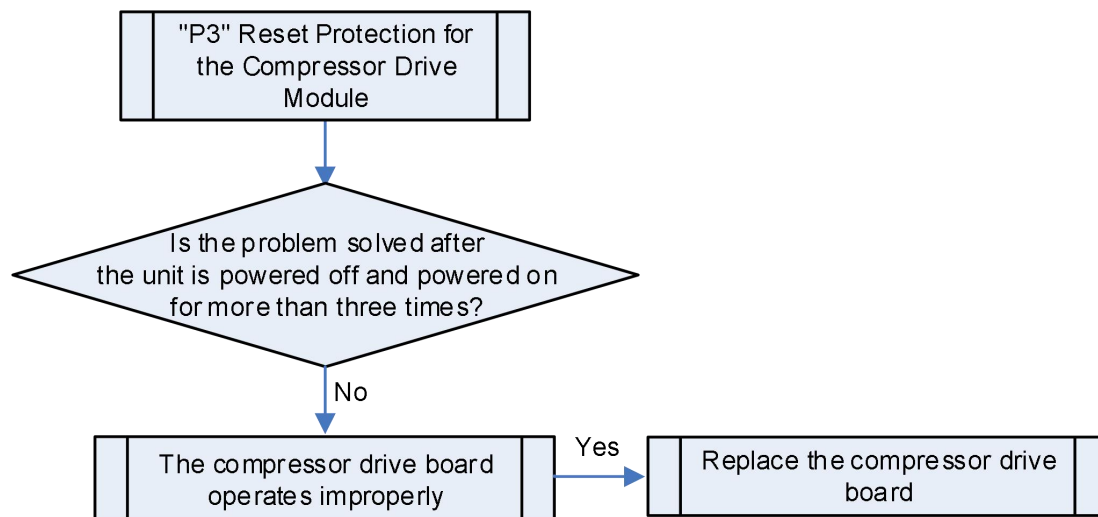 "P3" Reset Protection for
the Compressor Drive
Module
Is the problem solved after
the unit is powered off and powered on
for more than three times?
No
The compressor drive board
operates improperly
Yes
Replace the compressor drive
board